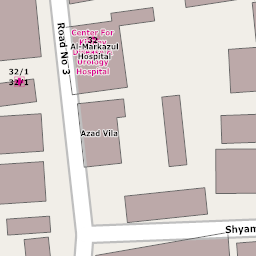 Road No 3
Center For
32
Al-Markazul
Hospital
Urology
Hospital
32/1
32/1
Azad Vila
Shyam